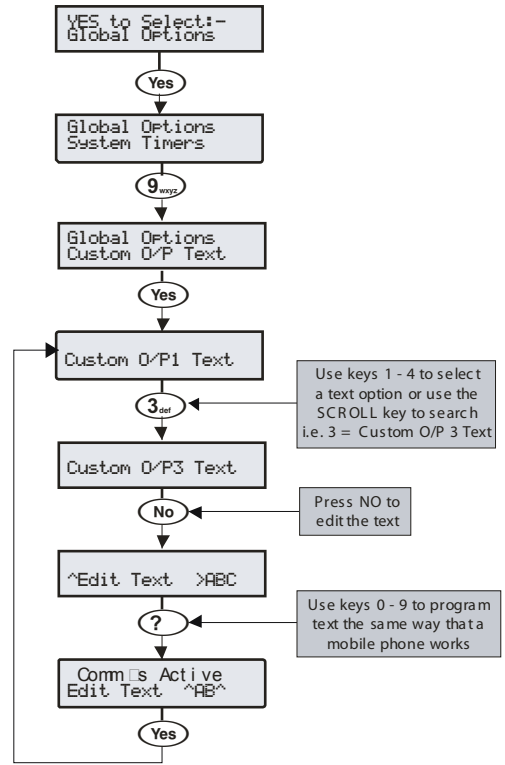 YES to Select:-
Global Options
Yes
Global Options
System Timers
9wxyz
Global Options
Custom O/P Text
Yes
Custom O/P1 Text
Use keys 1 - 4 to select
a text option or use the
SCROLL key to search
i.e. 3 = Custom O/P 3 Text
3def
Custom O/P3 Text
No
Press NO to
edit the text
^Edit Text >ABC
?
Use keys 0 - 9 to program
text the same way that a
mobile phone works
Comm□s Active
Edit Text ^AB^
Yes